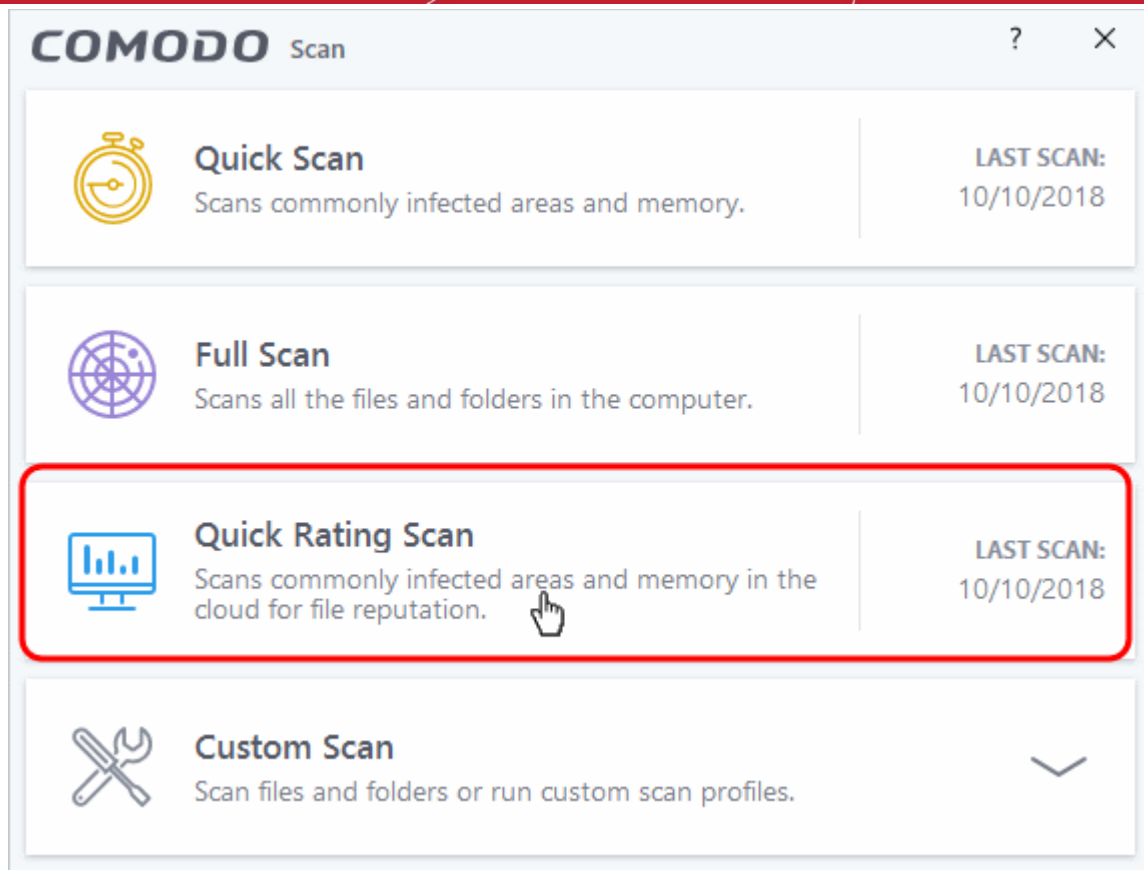 COMODO Scan
?
Quick Scan
Scans commonly infected areas and memory.
LAST SCAN:
10/10/2018
Full Scan
Scans all the files and folders in the computer.
LAST SCAN:
10/10/2018
Quick Rating Scan
Scans commonly infected areas and memory in the
cloud for file reputation.
LAST SCAN:
10/10/2018
Custom Scan
Scan files and folders or run custom scan profiles.